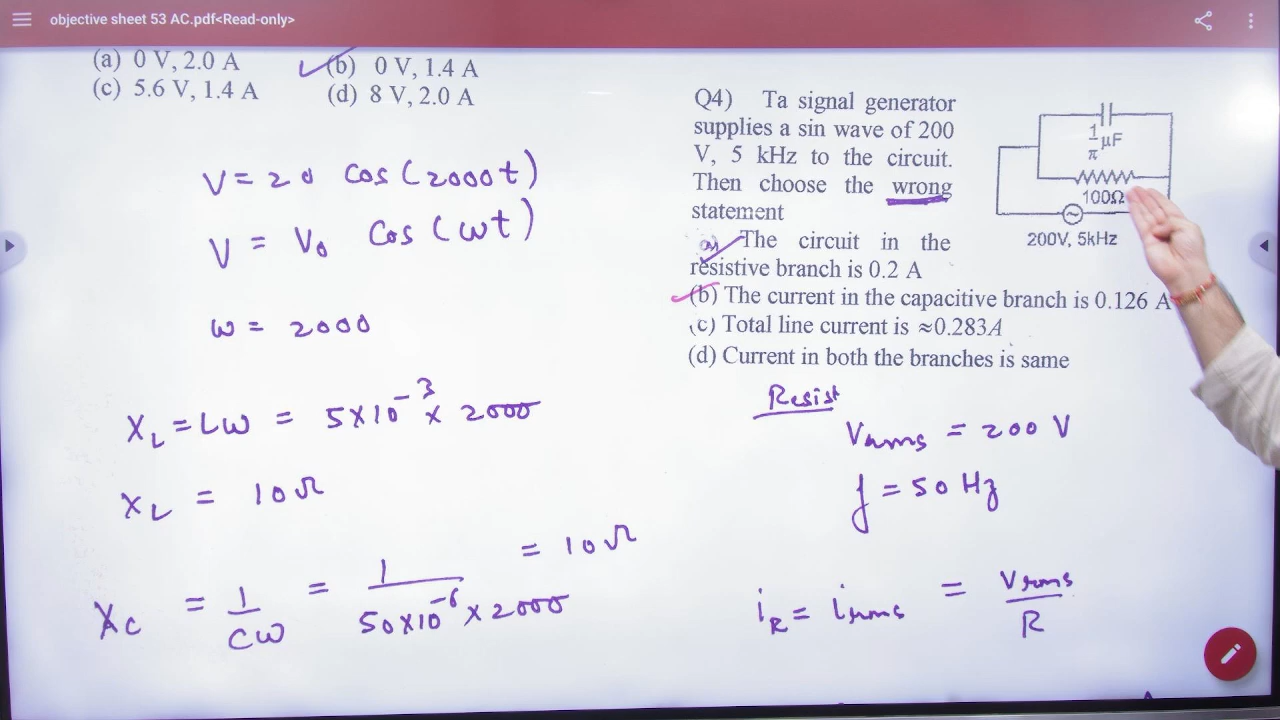 objective sheet 53 AC.pdf<Read-only>
(a) 0 V, 2.0 A
(b) 0 V, 1.4 A
(c) 5.6 V, 1.4 A
(d) 8 V, 2.0 A
V = 20 Cos(2000t)
V = V₀ Cos(ωt)
ω = 2000
X_L = Lω = 5×10⁻³ × 2000
X_L = 10Ω
X_C = 1/Cω = 1/50×10⁻⁶×2000 = 10Ω
Q4) Ta signal generator
supplies a sin wave of 200
V, 5 kHz to the circuit.
Then choose the wrong
statement
a) The circuit in the
resistive branch is 0.2 A
(b) The current in the capacitive branch is 0.126 A
(c) Total line current is ≈0.283A
(d) Current in both the branches is same
1/π μF
100Ω
200V, 5kHz
Resist
Vrms = 200 V
f = 50 Hz
i_R = irms = Vrms/R